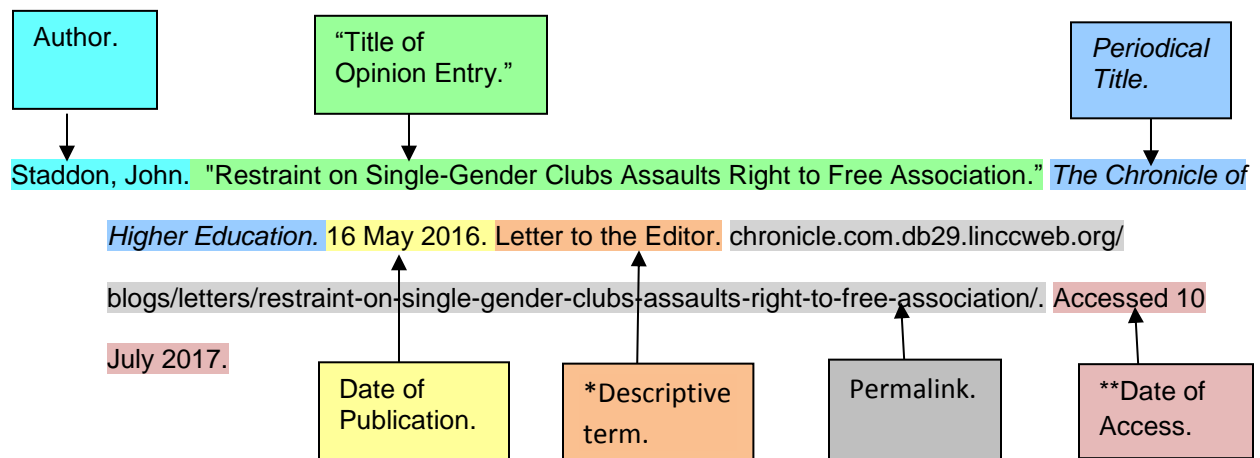 Author.
“Title of
Opinion Entry.”
Periodical
Title.
Staddon, John.  "Restraint on Single-Gender Clubs Assaults Right to Free Association.” The Chronicle of
Higher Education. 16 May 2016. Letter to the Editor. chronicle.com.db29.linccweb.org/
blogs/letters/restraint-on-single-gender-clubs-assaults-right-to-free-association/. Accessed 10
July 2017.
Date of
Publication.
*Descriptive
term.
Permalink.
**Date of
Access.